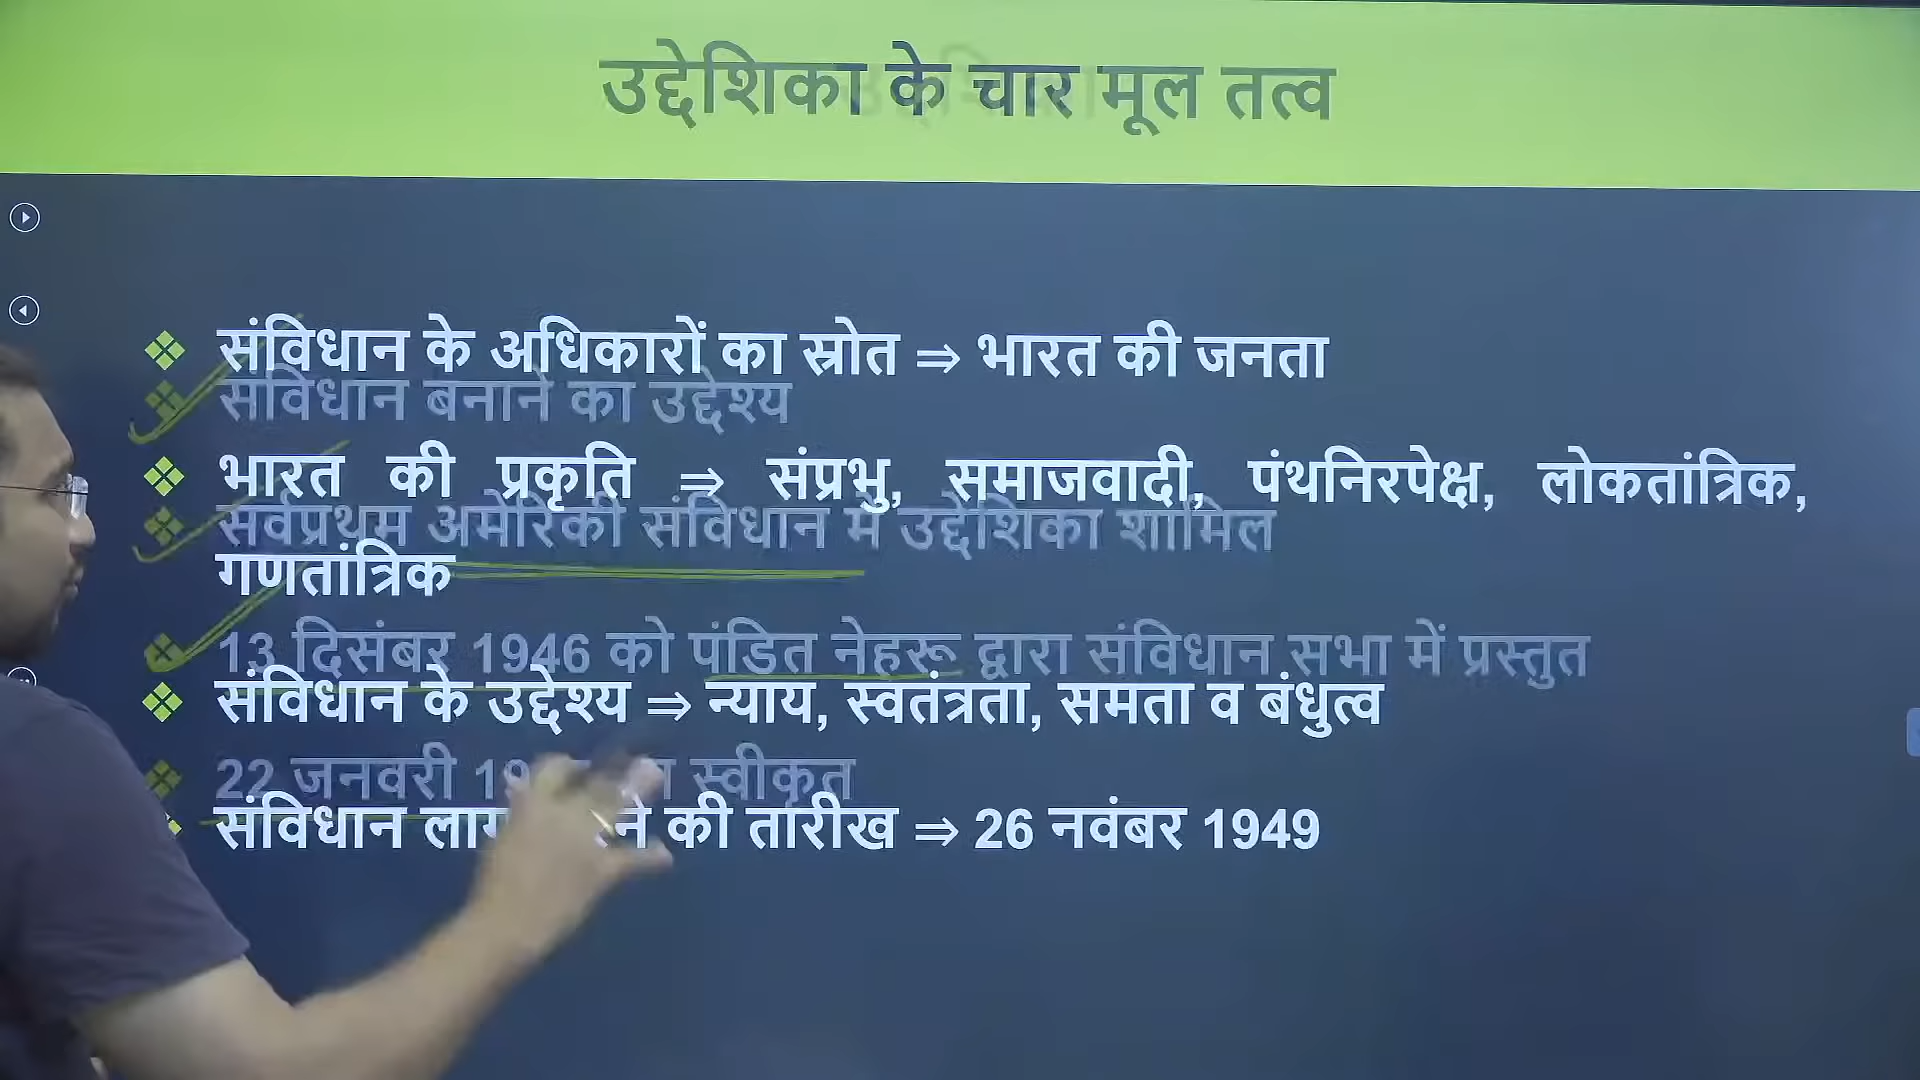 उद्देशिका के चार मूल तत्व
संविधान के अधिकारों का स्रोत ⇒ भारत की जनता
संविधान बनाने का उद्देश्य
भारत की प्रकृति ⇒ संप्रभु, समाजवादी, पंथनिरपेक्ष, लोकतांत्रिक,
सर्वप्रथम अमेरिकी संविधान में उद्देशिका शामिल
गणतांत्रिक
13 दिसंबर 1946 को पंडित नेहरू द्वारा संविधान सभा में प्रस्तुत
संविधान के उद्देश्य ⇒ न्याय, स्वतंत्रता, समता व बंधुत्व
22 जनवरी स्वीकृत
संविधान की तारीख ⇒ 26 नवंबर 1949